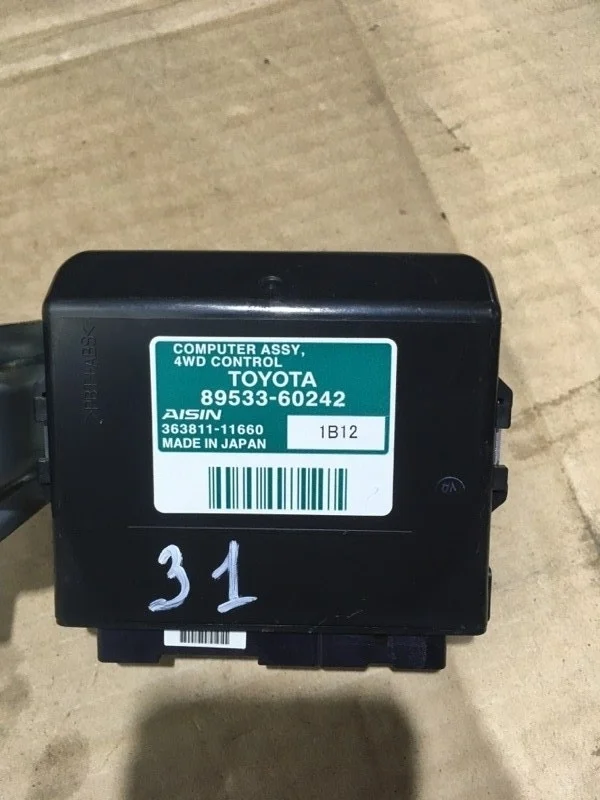 COMPUTER ASSY,
4WD CONTROL
TOYOTA
89533-60242
AISIN
363811-11660
1B12
MADE IN JAPAN
31